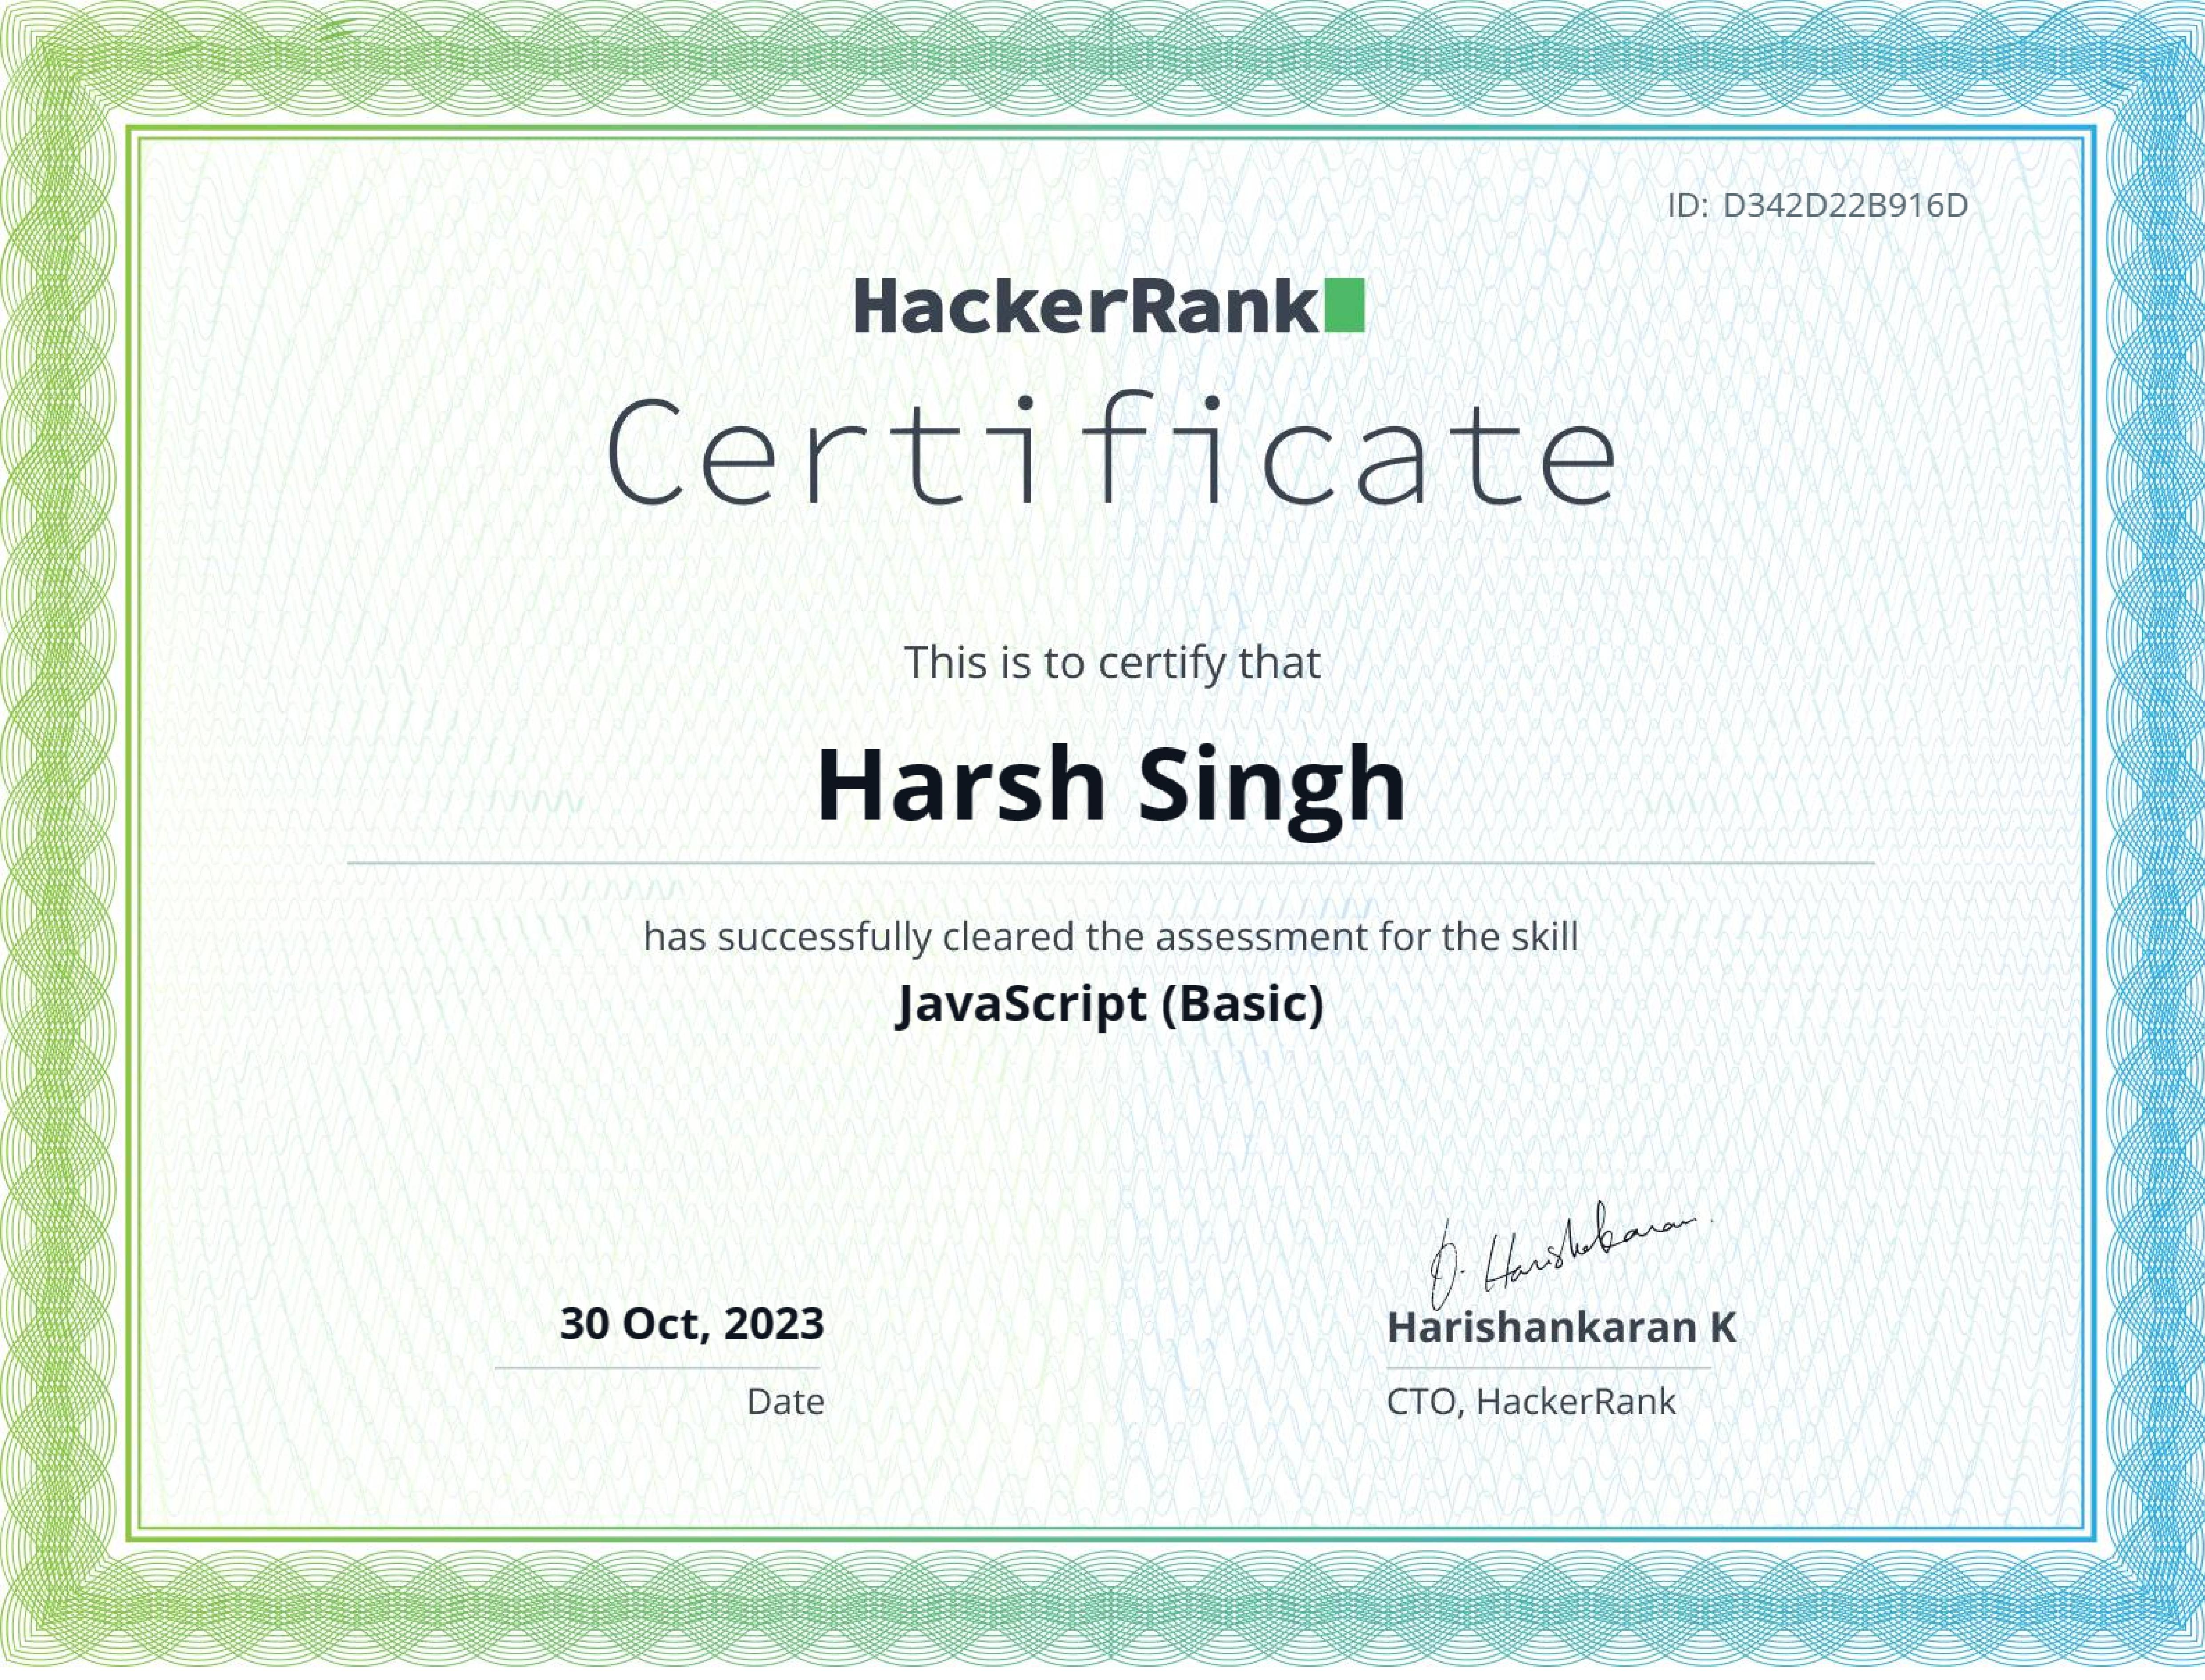 ID: D342D22B916D
HackerRank
Certificate
This is to certify that
Harsh Singh
has successfully cleared the assessment for the skill
JavaScript (Basic)
30 Oct, 2023
Date
Harishankaran K
CTO, HackerRank